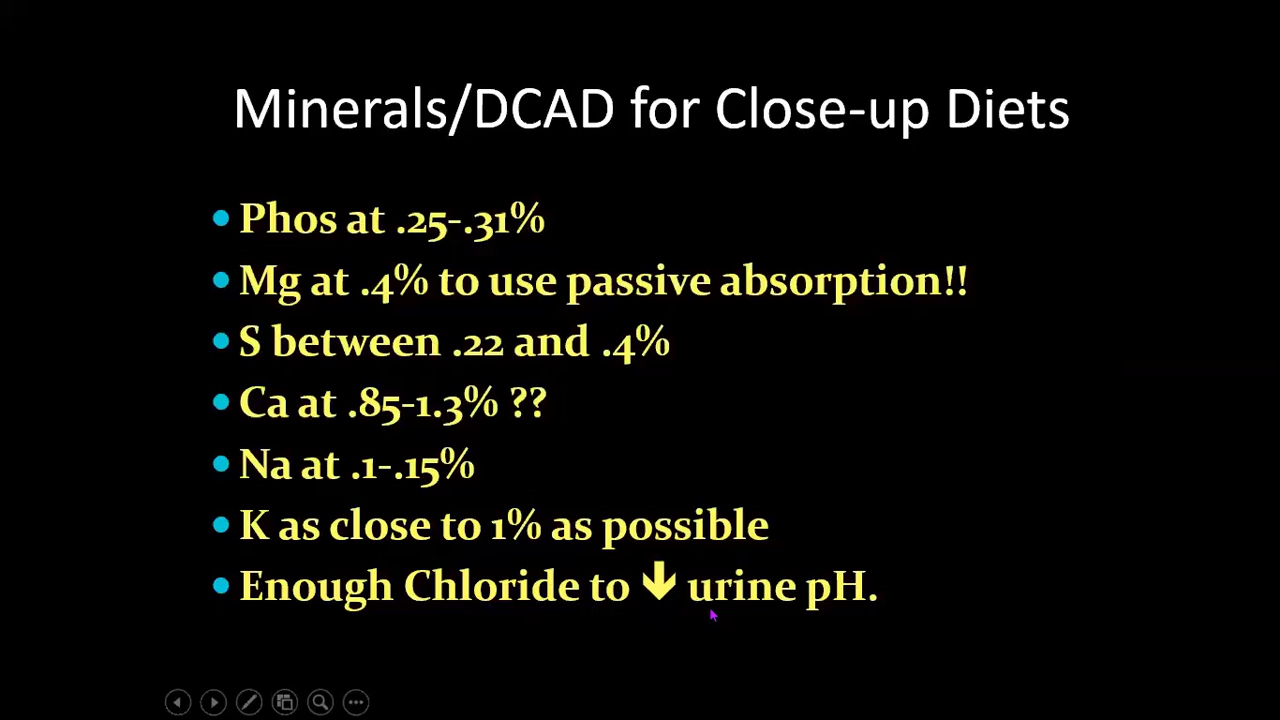 Minerals/DCAD for Close-up Diets
• Phos at .25-.31%
• Mg at .4% to use passive absorption!!
• S between .22 and .4%
• Ca at .85-1.3% ??
• Na at .1-.15%
• K as close to 1% as possible
• Enough Chloride to 🡇 urine pH.